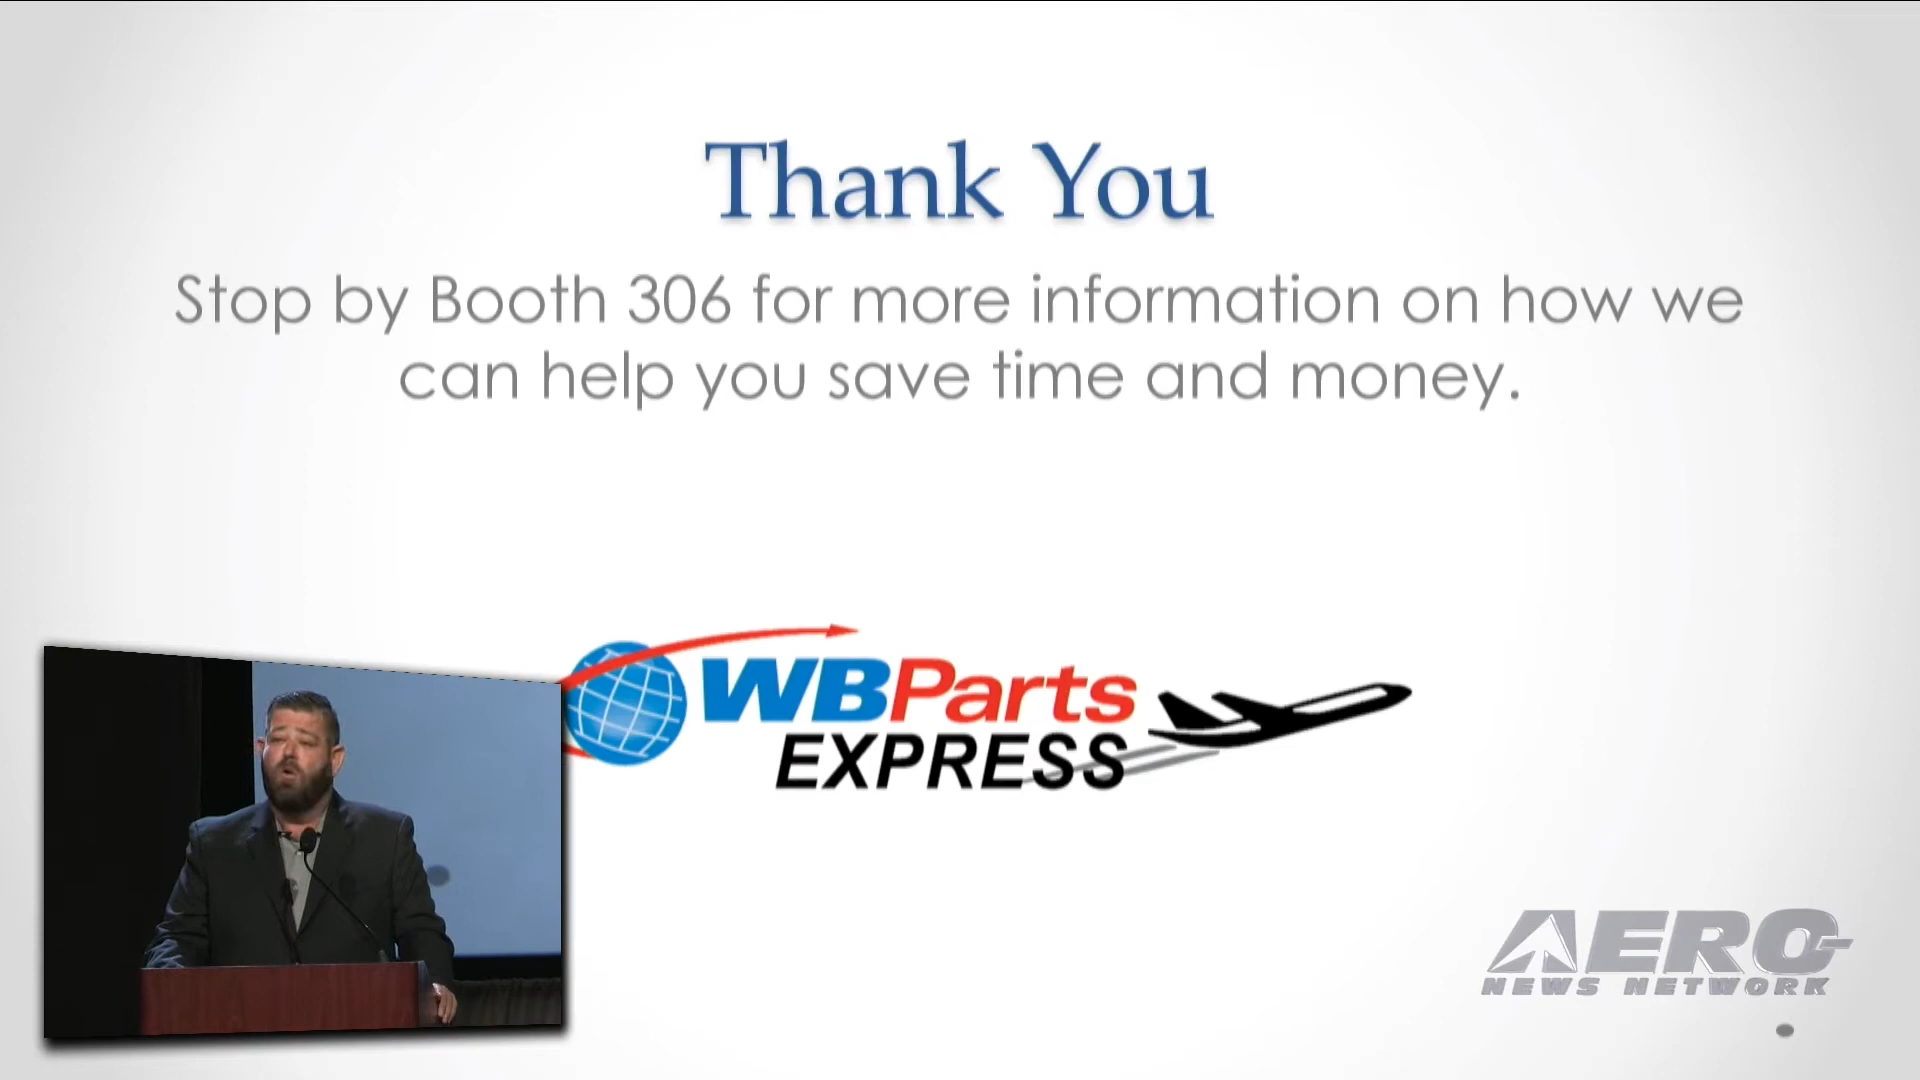 Thank You
Stop by Booth 306 for more information on how we
can help you save time and money.
WBParts
EXPRESS
AERO
NEWS NETWORK